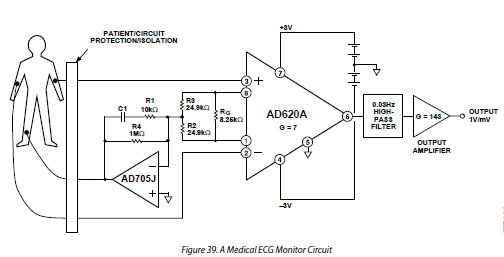 PATIENT/CIRCUIT
PROTECTION/ISOLATION
+3V
C1
R1
10kΩ
R4
1MΩ
R3
24.9kΩ
R2
24.9kΩ
RG
8.26kΩ
3
+
8
1
2
−
7
AD620A
G = 7
6
5
4
AD705J
−
+
−3V
0.03Hz
HIGH-
PASS
FILTER
G = 143
OUTPUT
AMPLIFIER
OUTPUT
1V/mV
Figure 39. A Medical ECG Monitor Circuit